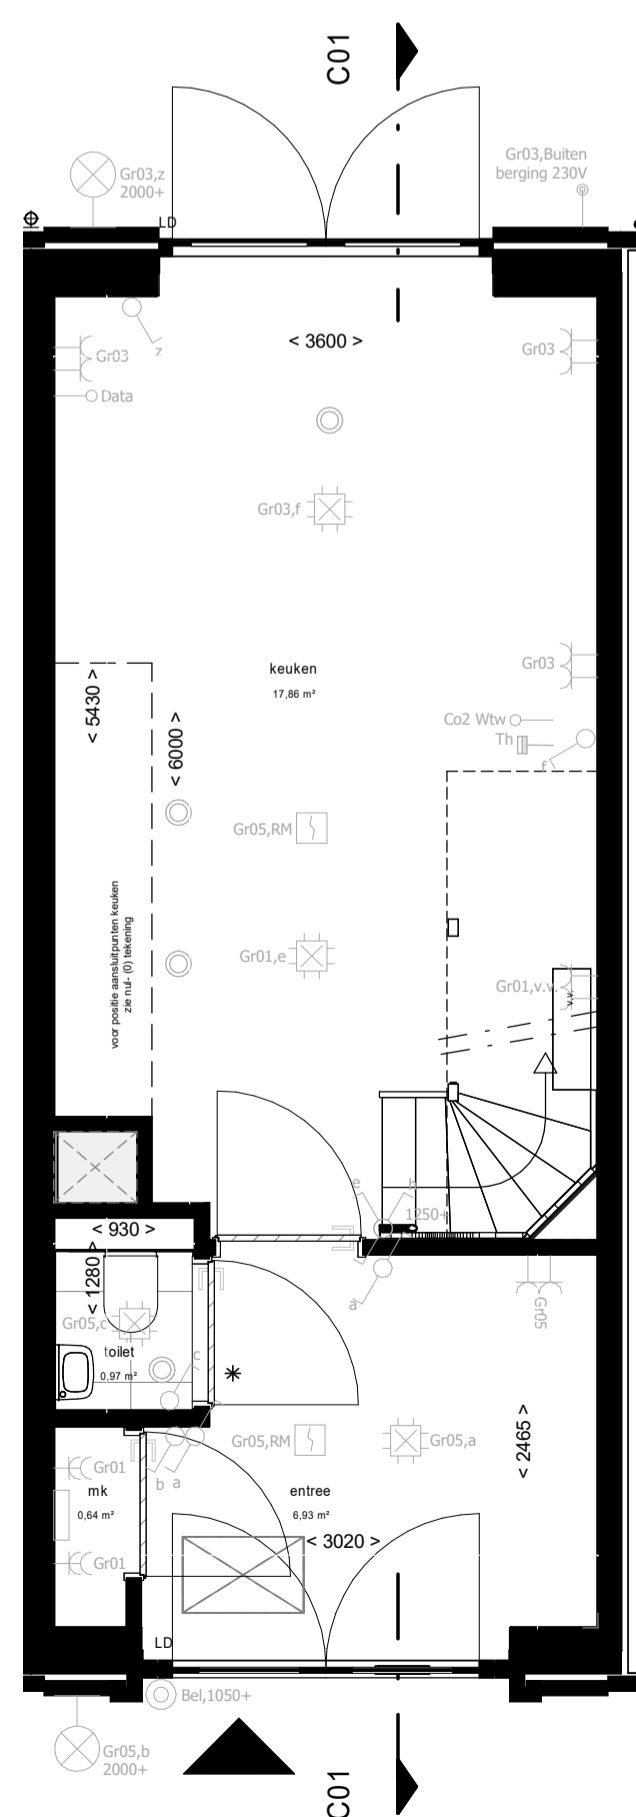 C01
Gr03,z
2000+
Gr03,Buiten
berging 230V
LD
< 3600 >
z
Gr03
Gr03
Data
Gr03,f
keuken
17,86 m²
Gr03
< 5430 >
< 6000 >
Co2 Wtw
Th
f
Gr05,RM
voor positie aansluitpunten keuken
zie nul- (0) tekening
Gr01,e
Gr01,v.v.
v.v.
e
h
1250+
< 930 >
< 1280 >
a
Gr05
Gr05,c
toilet
0,97 m²
c
*
Gr05,RM
Gr05,a
< 2465 >
Gr01
b
a
mk
0,64 m²
entree
6,93 m²
< 3020 >
Gr01
LD
Bel,1050+
Gr05,b
2000+
C01